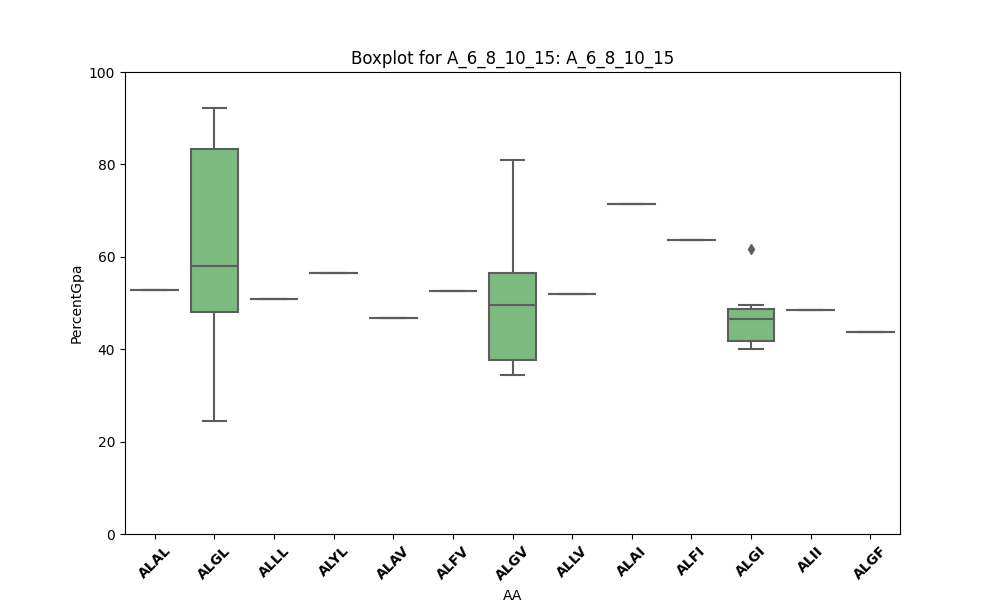 Boxplot for A_6_8_10_15: A_6_8_10_15
100
80
60
40
20
0
PercentGpa
ALAL ALGL ALLL ALYL ALAV ALFV ALGV ALLV ALAI ALFI ALGI ALII ALGF
AA